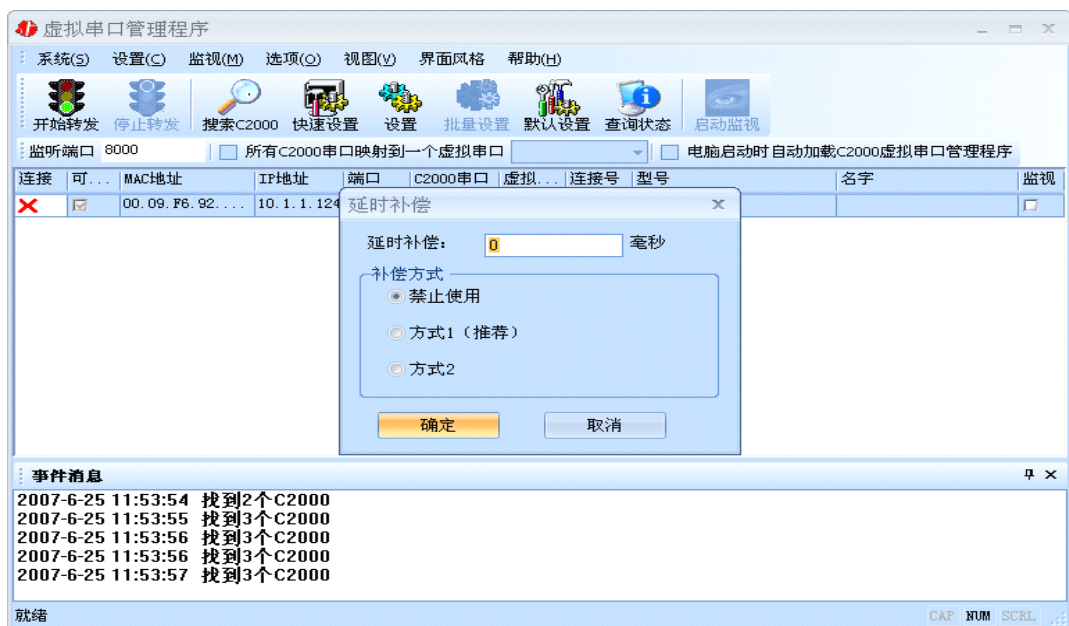 虚拟串口管理程序
系统(S) 设置(C) 监视(M) 选项(O) 视图(V) 界面风格 帮助(H)
开始转发 停止转发 搜索C2000 快速设置 设置 批量设置 默认设置 查询状态 启动监视
监听端口 8000 所有C2000串口映射到一个虚拟串口 电脑启动时自动加载C2000虚拟串口管理程序
连接 可... MAC地址 IP地址 端口 C2000串口 虚拟... 连接号 型号 名字 监视
00.09.F6.92.... 10.1.1.124
延时补偿
延时补偿: 0 毫秒
补偿方式
禁止使用
方式1（推荐）
方式2
确定 取消
事件消息
2007-6-25 11:53:54 找到2个C2000
2007-6-25 11:53:55 找到3个C2000
2007-6-25 11:53:56 找到3个C2000
2007-6-25 11:53:56 找到3个C2000
2007-6-25 11:53:57 找到3个C2000
就绪 CAP NUM SCRL